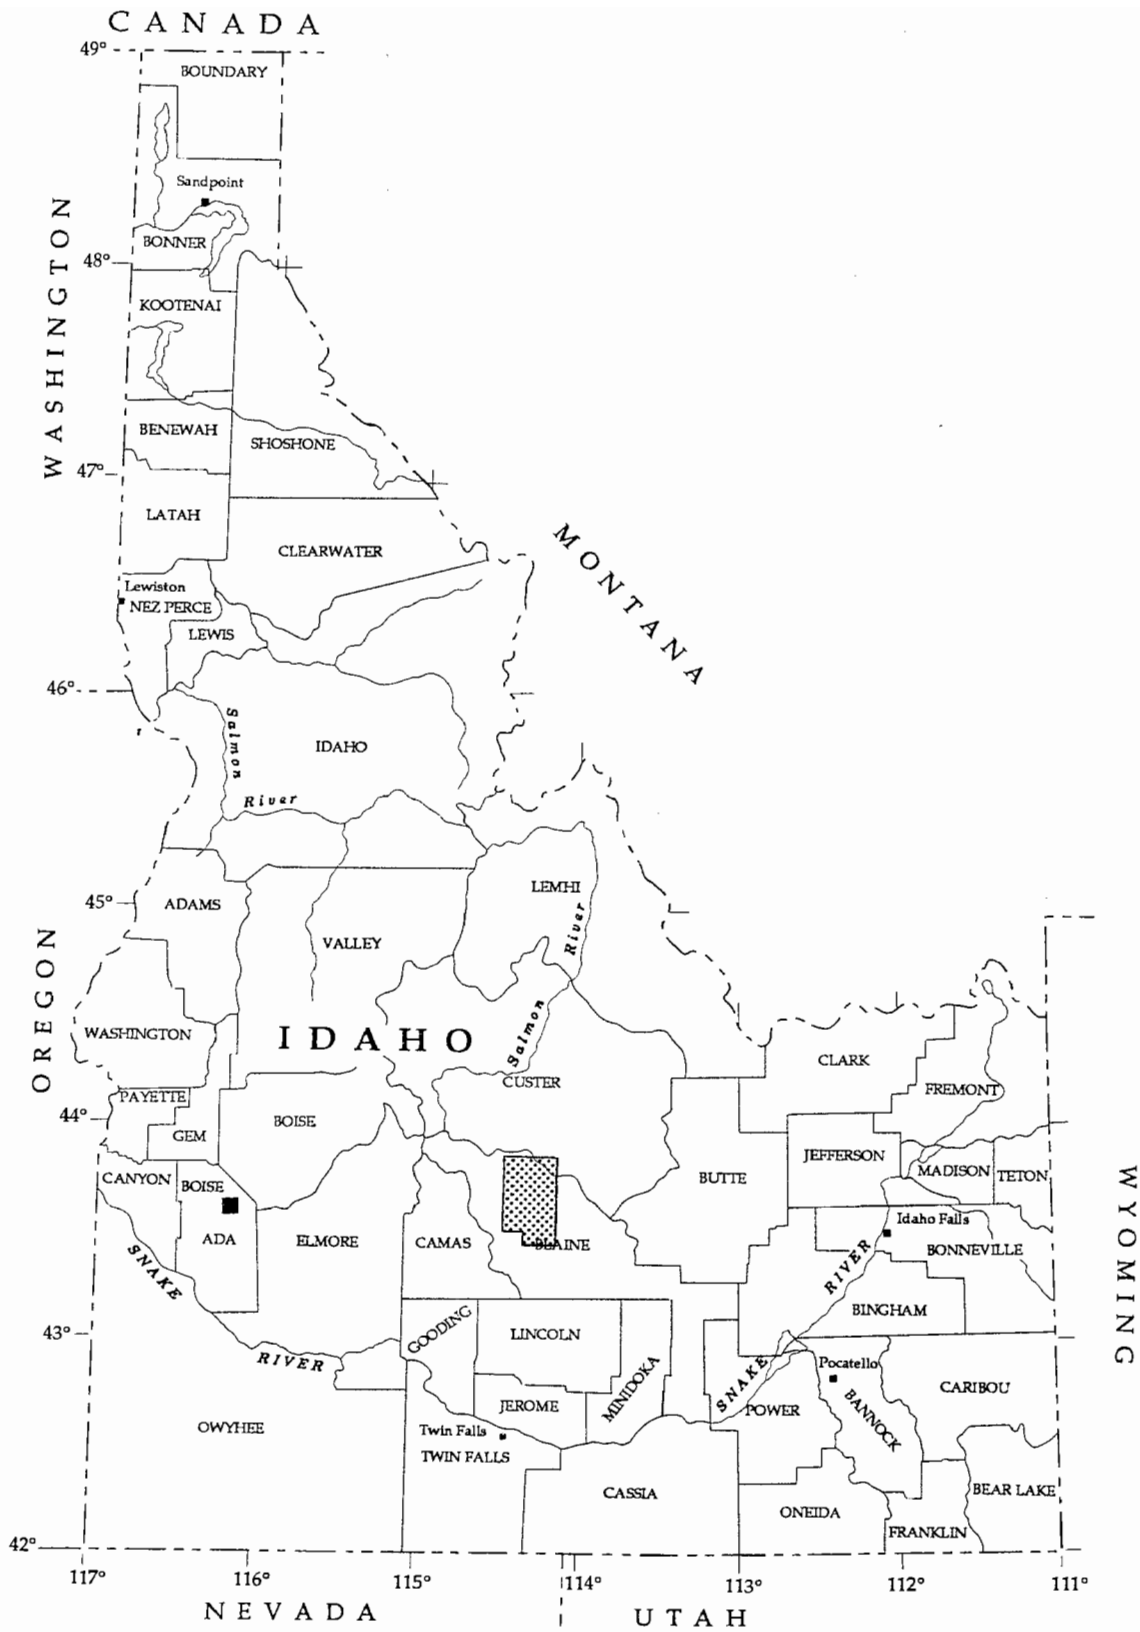 CANADA
49°
BOUNDARY
Sandpoint
WASHINGTON
BONNER
48°
KOOTENAI
BENEWAH
SHOSHONE
47°
LATAH
MONTANA
CLEARWATER
Lewiston
NEZ PERCE
LEWIS
46°
Salmon
River
IDAHO
LEMHI
45°
ADAMS
River
OREGON
VALLEY
WASHINGTON
IDAHO
Salmon
CLARK
CUSTER
FREMONT
PAYETTE
44°
BOISE
GEM
JEFFERSON
MADISON
TETON
CANYON
BOISE
BUTTE
WYOMING
Idaho Falls
ADA
ELMORE
CAMAS
BLAINE
BONNEVILLE
SNAKE
RIVER
BINGHAM
43°
GOODING
LINCOLN
RIVER
Pocatello
SNAKE
MINIDOKA
CARIBOU
JEROME
POWER
BANNOCK
OWYHEE
Twin Falls
TWIN FALLS
CASSIA
BEAR LAKE
ONEIDA
FRANKLIN
42°
117°
116°
115°
114°
113°
112°
111°
NEVADA
UTAH